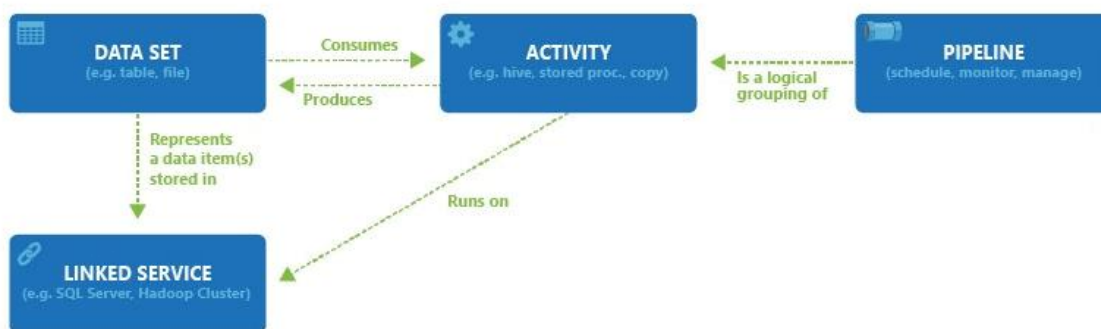 DATA SET
(e.g. table, file)
Consumes
Produces
ACTIVITY
(e.g. hive, stored proc., copy)
Is a logical
grouping of
PIPELINE
(schedule, monitor, manage)
Represents
a data item(s)
stored in
Runs on
LINKED SERVICE
(e.g. SQL Server, Hadoop Cluster)